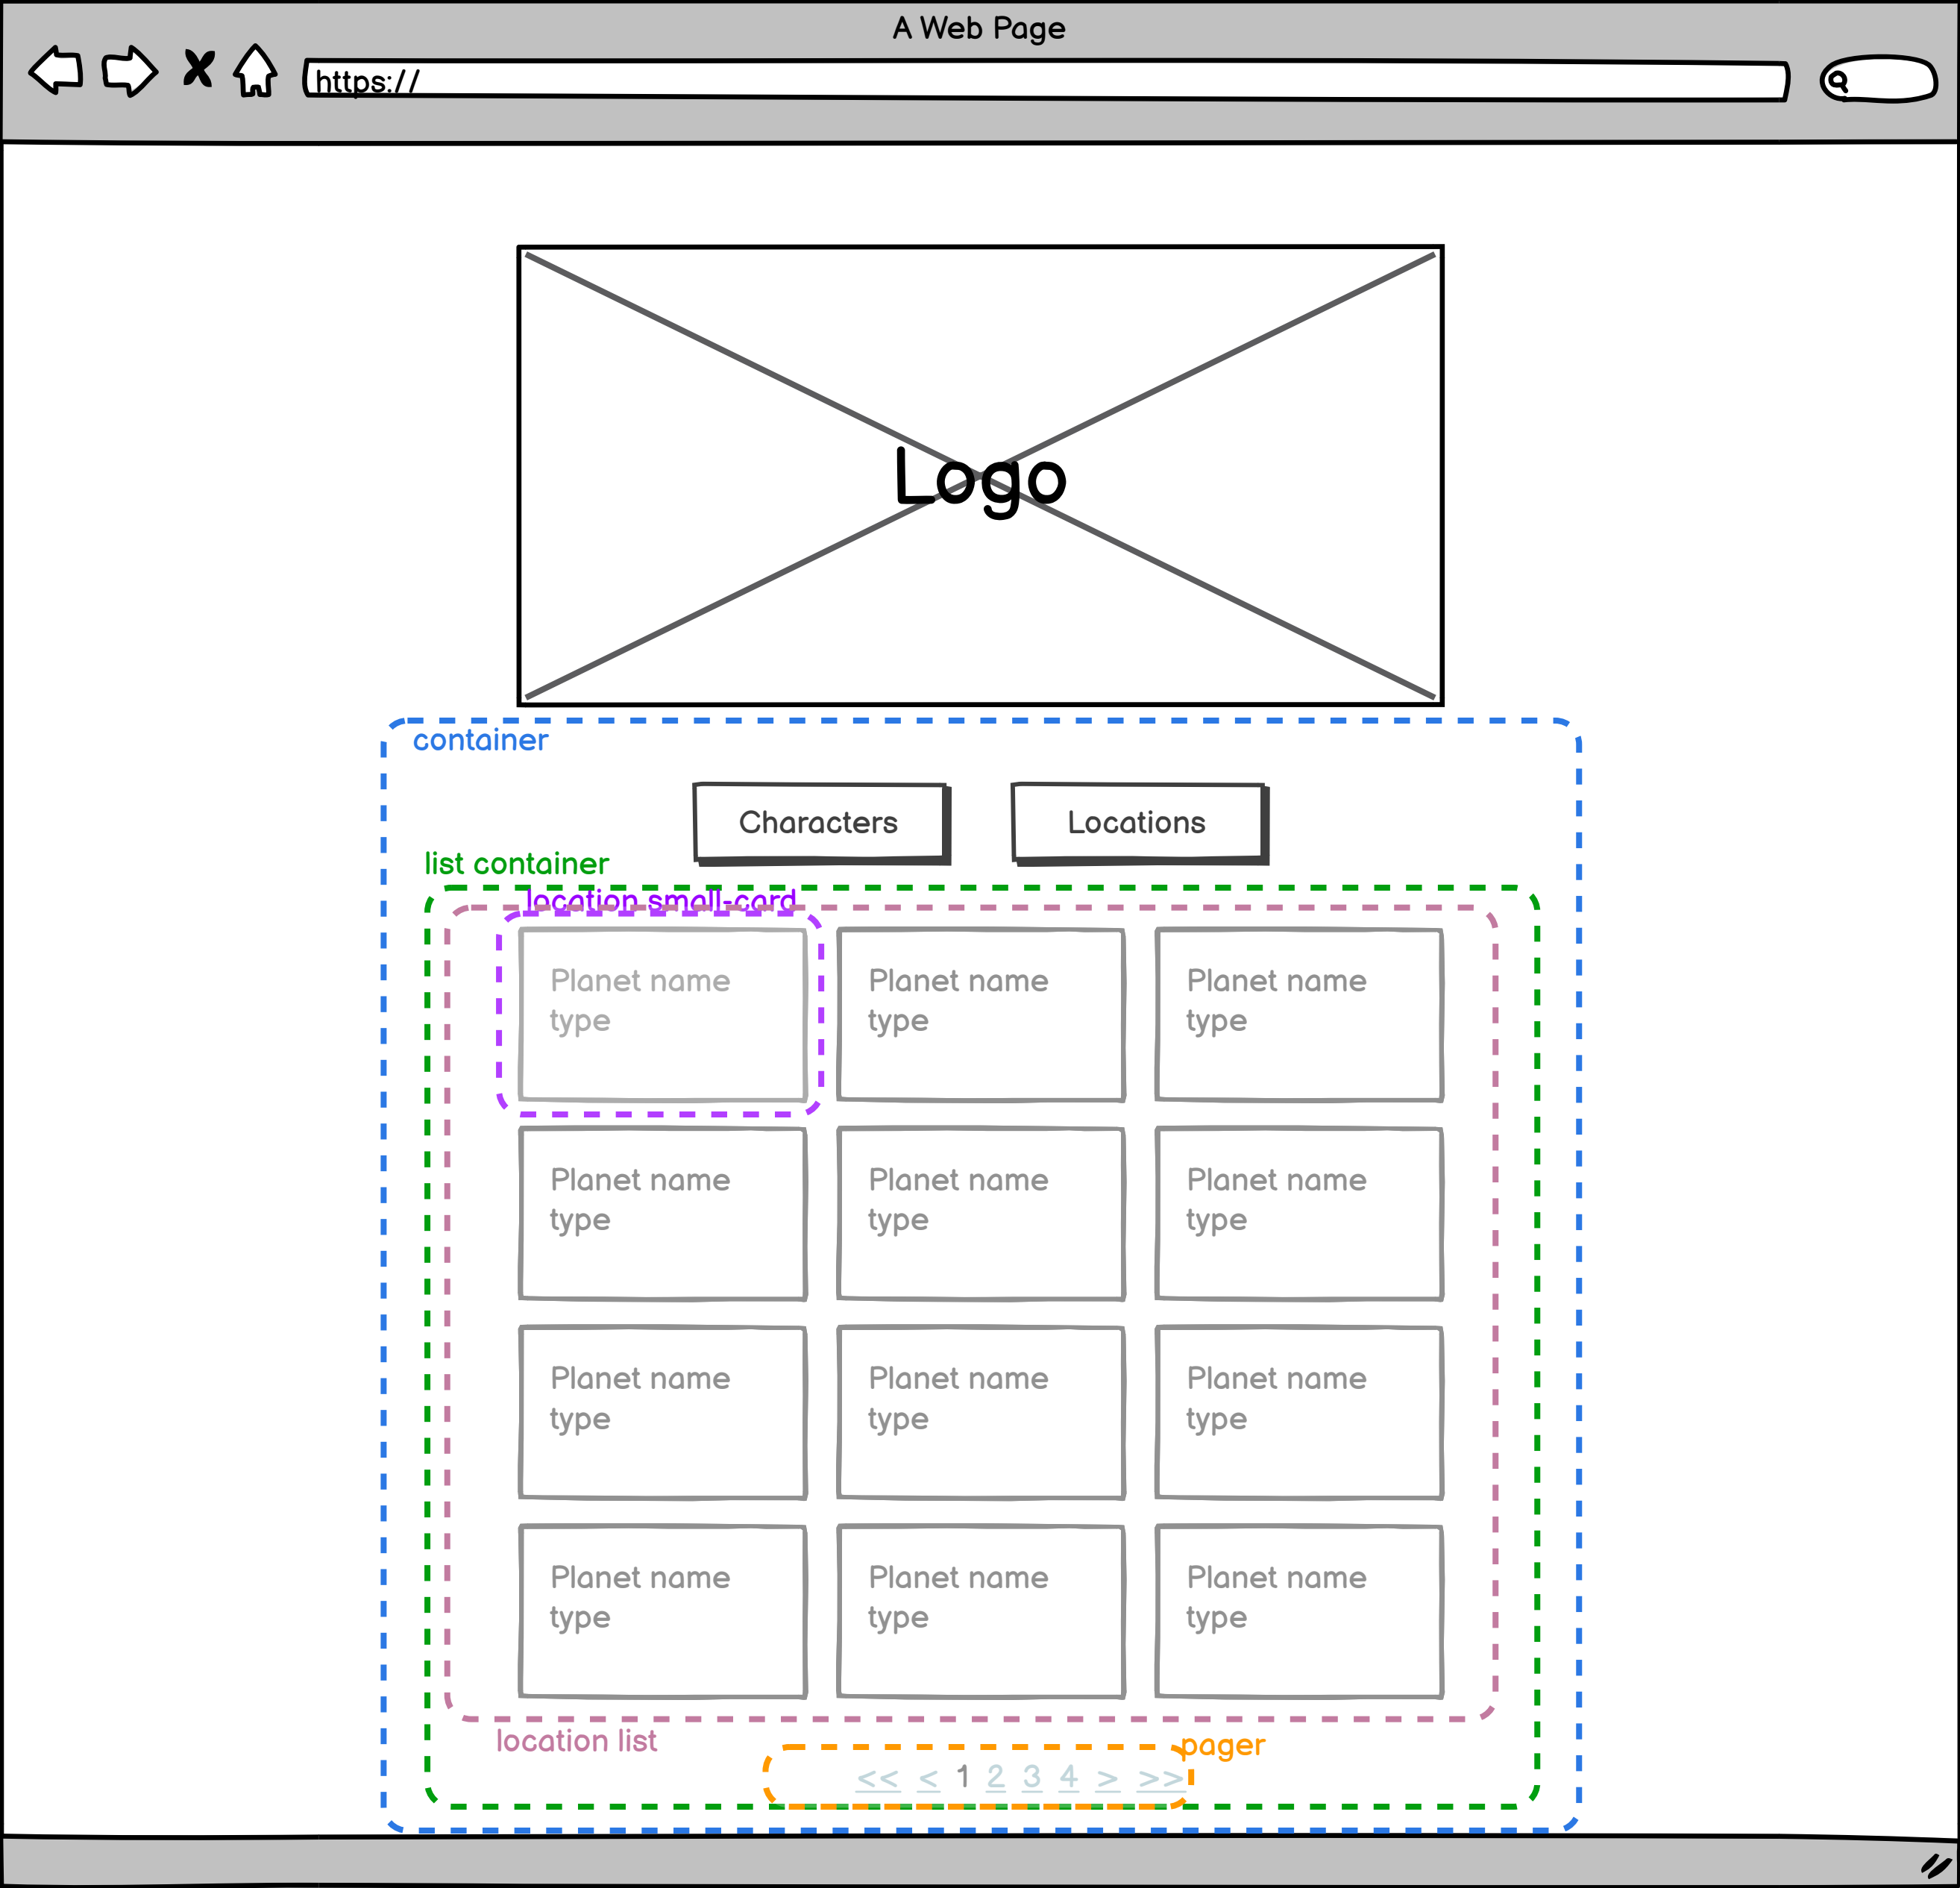 A Web Page
https://
Logo
container
Characters
Locations
list container
location small-card
Planet name
type
Planet name
type
Planet name
type
Planet name
type
Planet name
type
Planet name
type
Planet name
type
Planet name
type
Planet name
type
Planet name
type
Planet name
type
Planet name
type
location list
pager
<< < 1 2 3 4 > >>